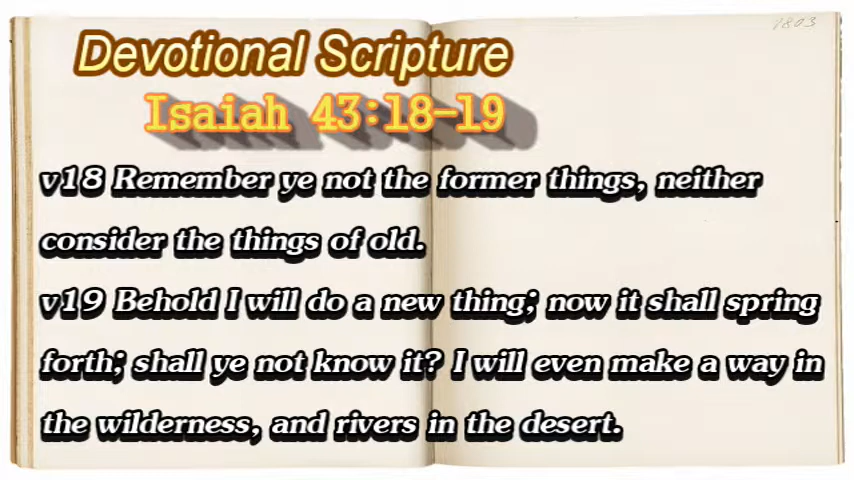 1803
Devotional Scripture
Isaiah 43:18-19
v18 Remember ye not the former things, neither
consider the things of old.
v19 Behold I will do a new thing; now it shall spring
forth; shall ye not know it? I will even make a way in
the wilderness, and rivers in the desert.